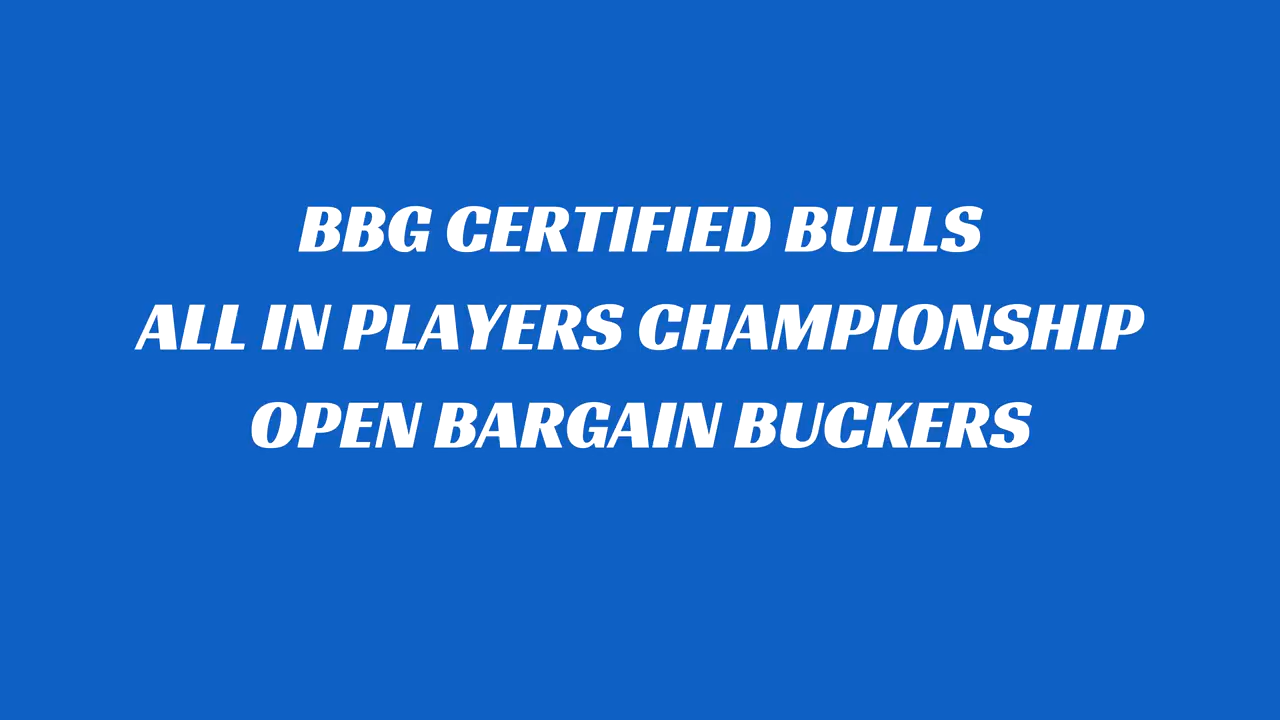 BBG CERTIFIED BULLS
ALL IN PLAYERS CHAMPIONSHIP
OPEN BARGAIN BUCKERS